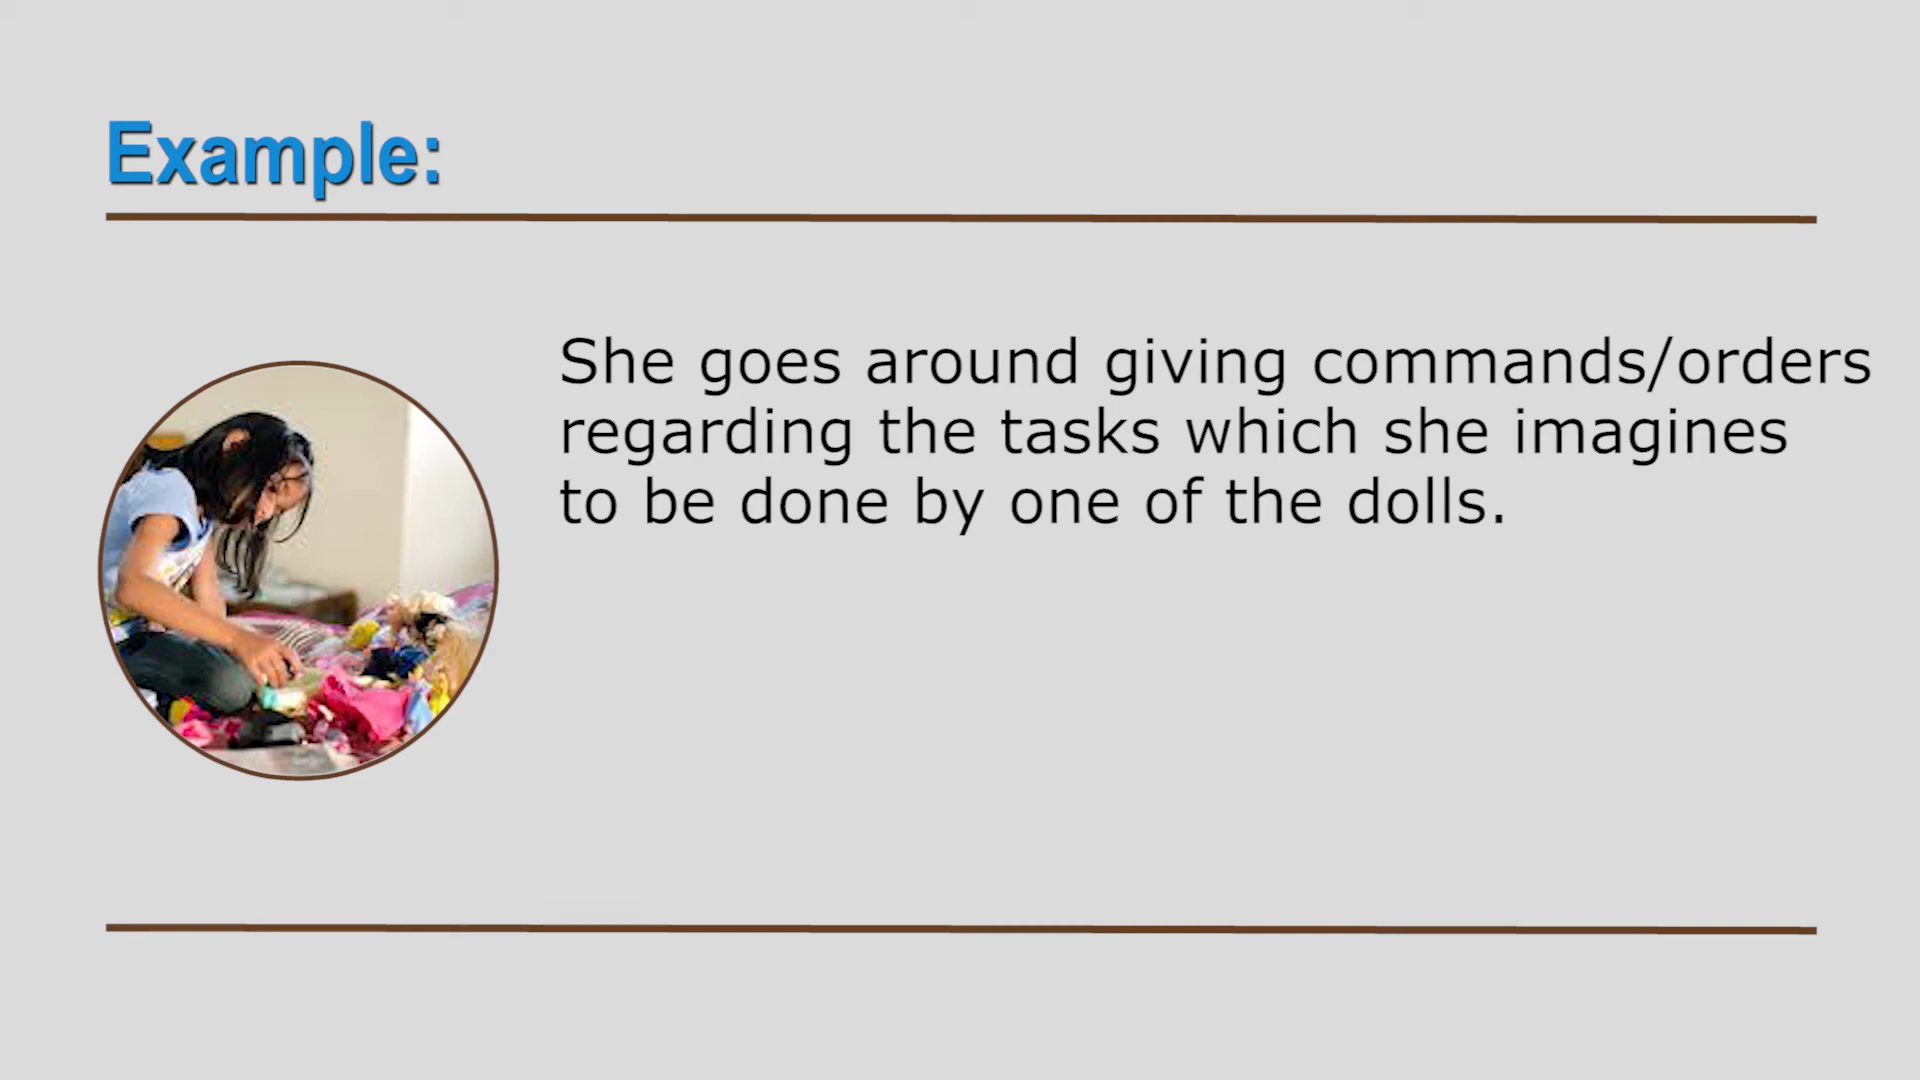 Example:
She goes around giving commands/orders
regarding the tasks which she imagines
to be done by one of the dolls.